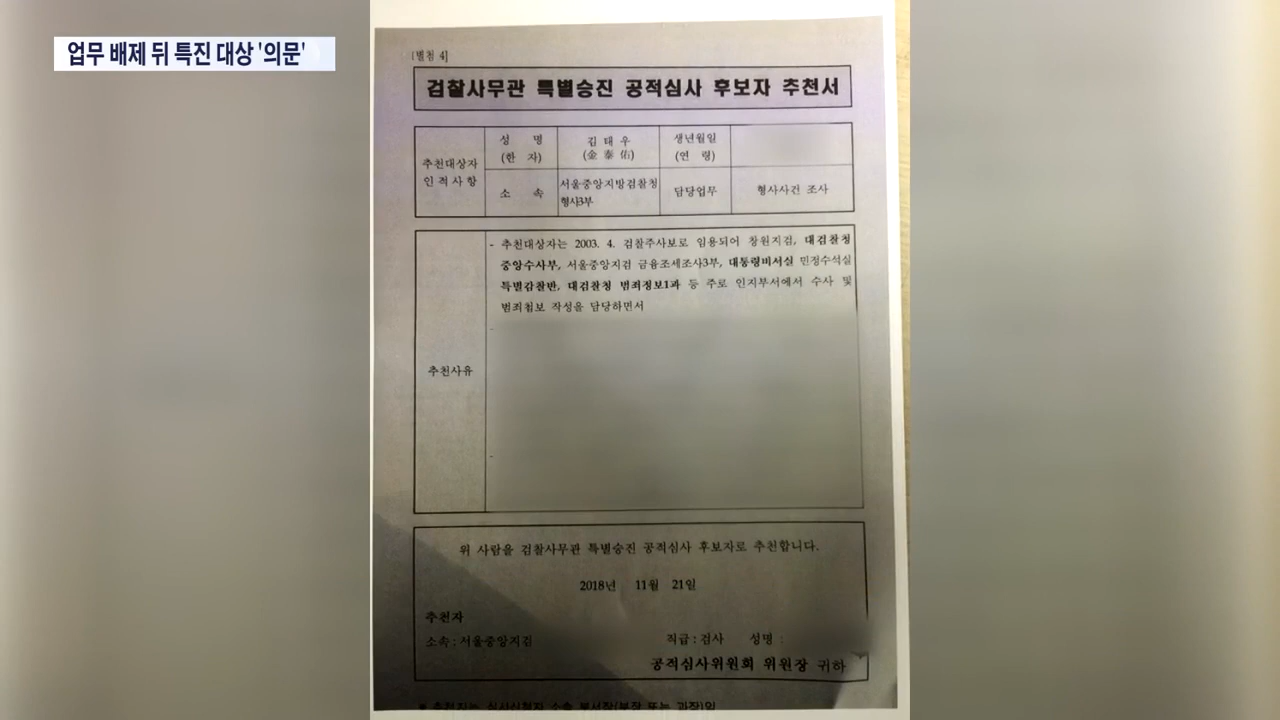 업무 배제 뒤 특진 대상 '의문'
[별첨 4]
검찰사무관 특별승진 공적심사 후보자 추천서
추천대상자
인적사항
성 명
(한 자)
김태우
(金泰佑)
생년월일
(연 령)
소 속
서울중앙지방검찰청
형사3부
담당업무
형사사건 조사
추천사유
- 추천대상자는 2003. 4. 검찰주사보로 임용되어 창원지검, 대검찰청
중앙수사부, 서울중앙지검 금융조세조사3부, 대통령비서실 민정수석실
특별감찰반, 대검찰청 범죄정보1과 등 주로 인지부서에서 수사 및
범죄첩보 작성을 담당하면서
위 사람을 검찰사무관 특별승진 공적심사 후보자로 추천합니다.
2018년 11월 21일
추천자
소속 : 서울중앙지검 직급 : 검사 성명 :
공적심사위원회 위원장 귀하